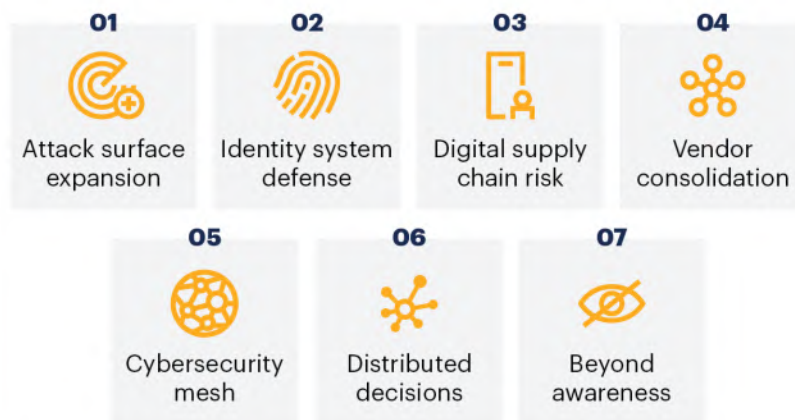 01
02
03
04
Attack surface
expansion
Identity system
defense
Digital supply
chain risk
Vendor
consolidation
05
06
07
Cybersecurity
mesh
Distributed
decisions
Beyond
awareness